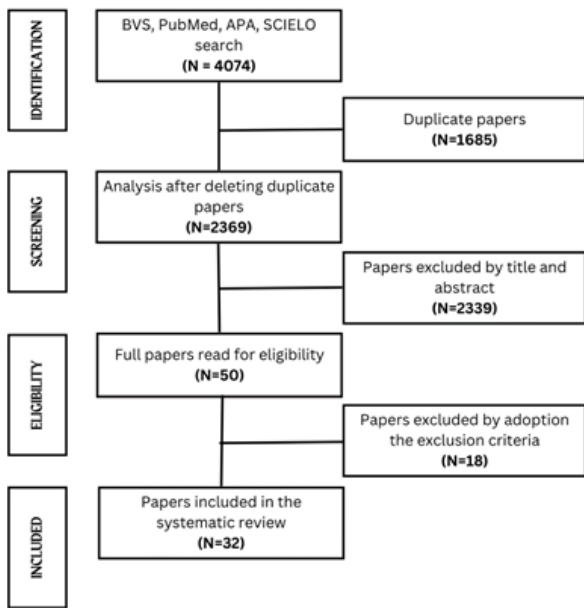 IDENTIFICATION
BVS, PubMed, APA, SCIELO
search
(N = 4074)
Duplicate papers
(N=1685)
SCREENING
Analysis after deleting duplicate
papers
(N=2369)
Papers excluded by title and
abstract
(N=2339)
ELIGIBILITY
Full papers read for eligibility
(N=50)
Papers excluded by adoption
the exclusion criteria
(N=18)
INCLUDED
Papers included in the
systematic review
(N=32)